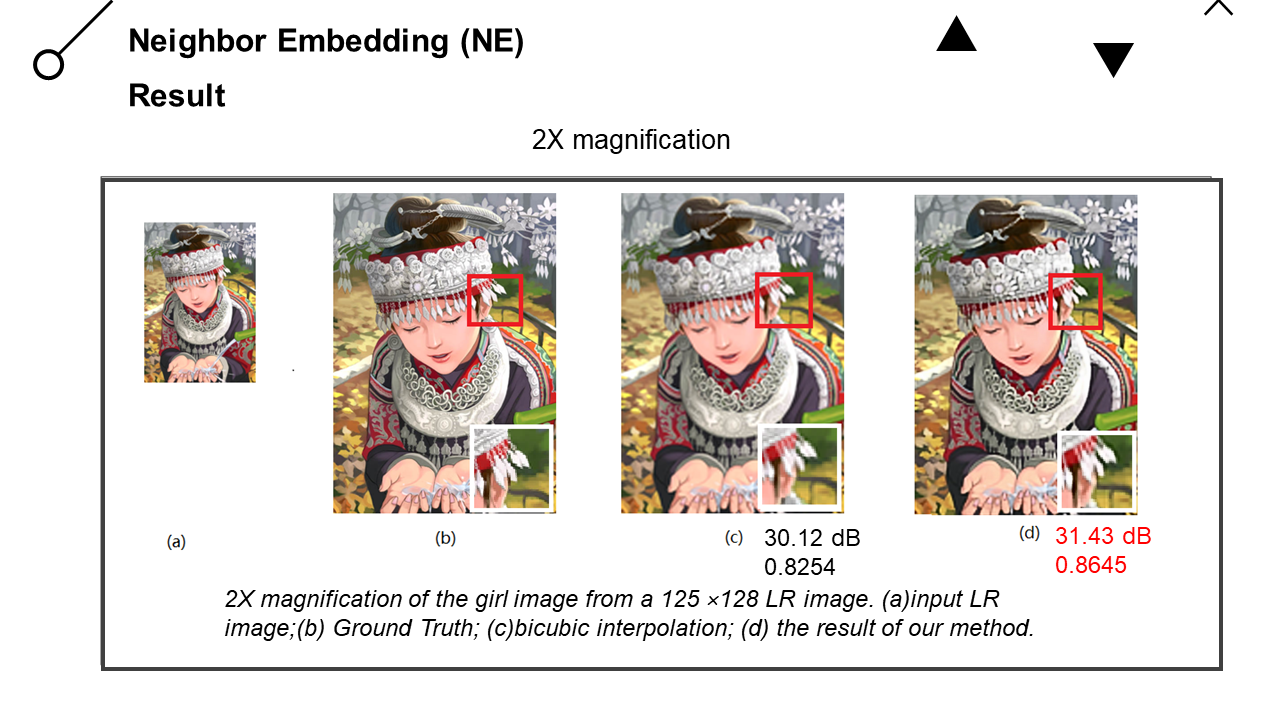 Neighbor Embedding (NE)
Result
2X magnification
(a)
(b)
(c)
30.12 dB
0.8254
(d)
31.43 dB
0.8645
2X magnification of the girl image from a 125 ×128 LR image. (a)input LR
image;(b) Ground Truth; (c)bicubic interpolation; (d) the result of our method.